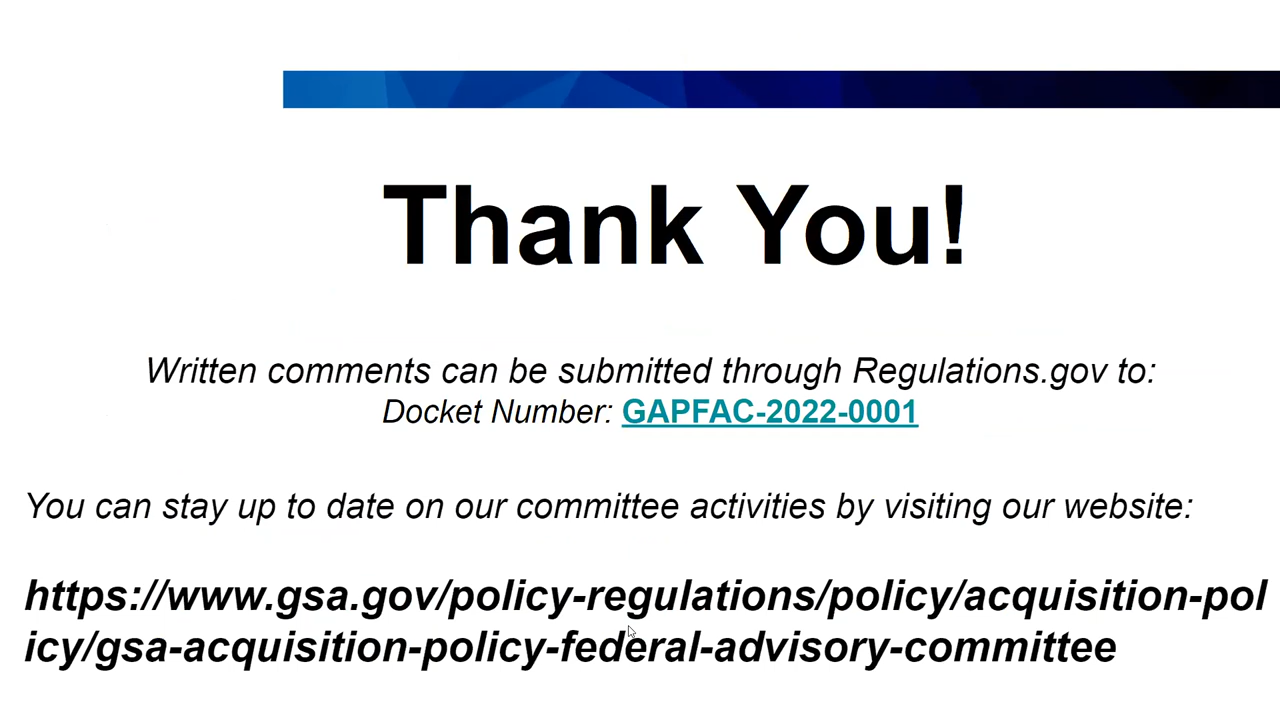 Thank You!
Written comments can be submitted through Regulations.gov to:
Docket Number: GAPFAC-2022-0001
You can stay up to date on our committee activities by visiting our website:
https://www.gsa.gov/policy-regulations/policy/acquisition-pol
icy/gsa-acquisition-policy-federal-advisory-committee